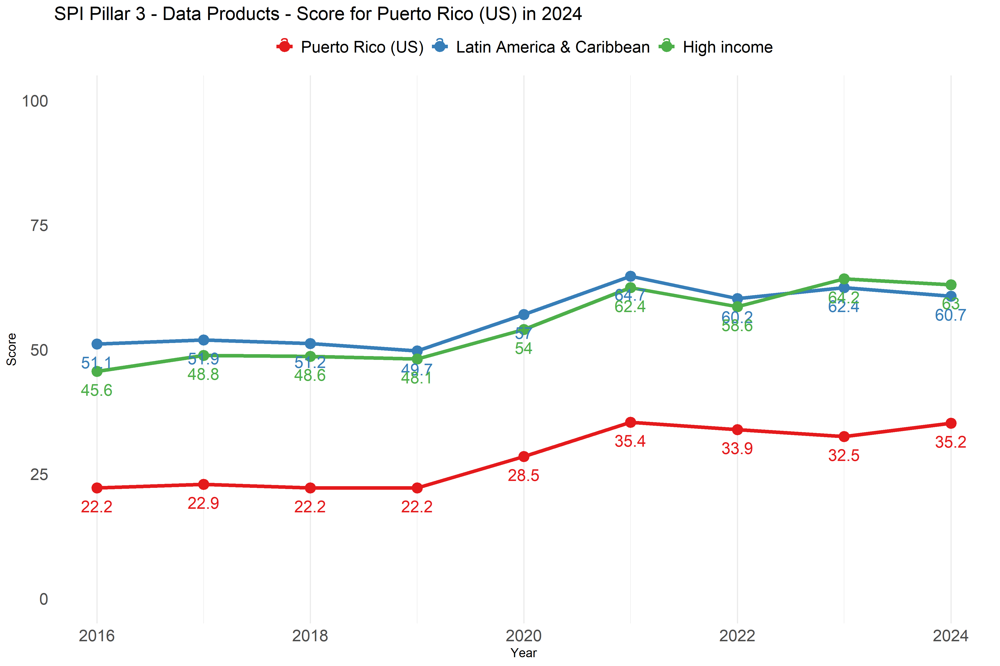 SPI Pillar 3 - Data Products - Score for Puerto Rico (US) in 2024
a Puerto Rico (US) a Latin America & Caribbean a High income
100
75
50
25
0
Score
51.1 51.9 51.2 49.7 57 64.7 60.2 62.4 60.7
45.6 48.8 48.6 48.1 54 62.4 58.6 64.2 63
22.2 22.9 22.2 22.2 28.5 35.4 33.9 32.5 35.2
2016 2018 2020 2022 2024
Year